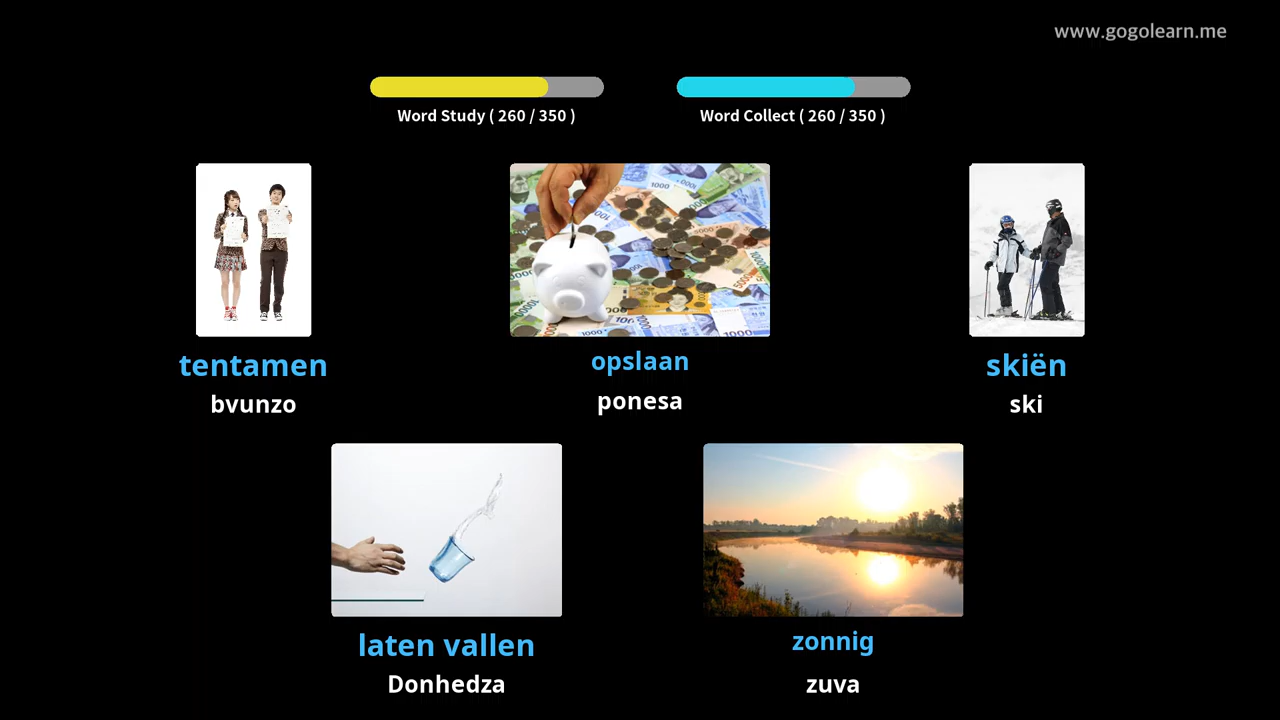 www.gogolearn.me
Word Study ( 260 / 350 )
Word Collect ( 260 / 350 )
tentamen
bvunzo
opslaan
ponesa
skiën
ski
laten vallen
Donhedza
zonnig
zuva